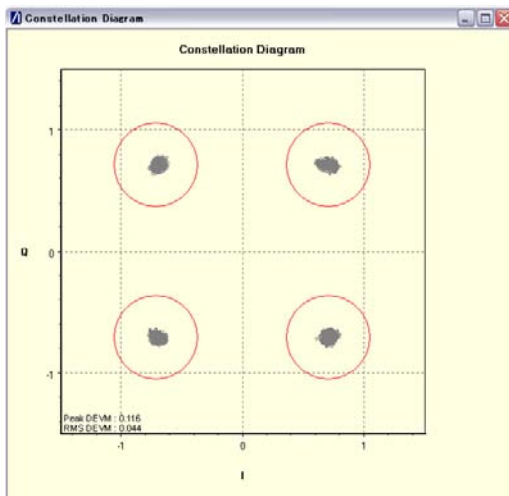 Constellation Diagram
Constellation Diagram
1
Q
0
-1
Peak DEVM : 0.116
RMS DEVM : 0.044
-1
0
1
I